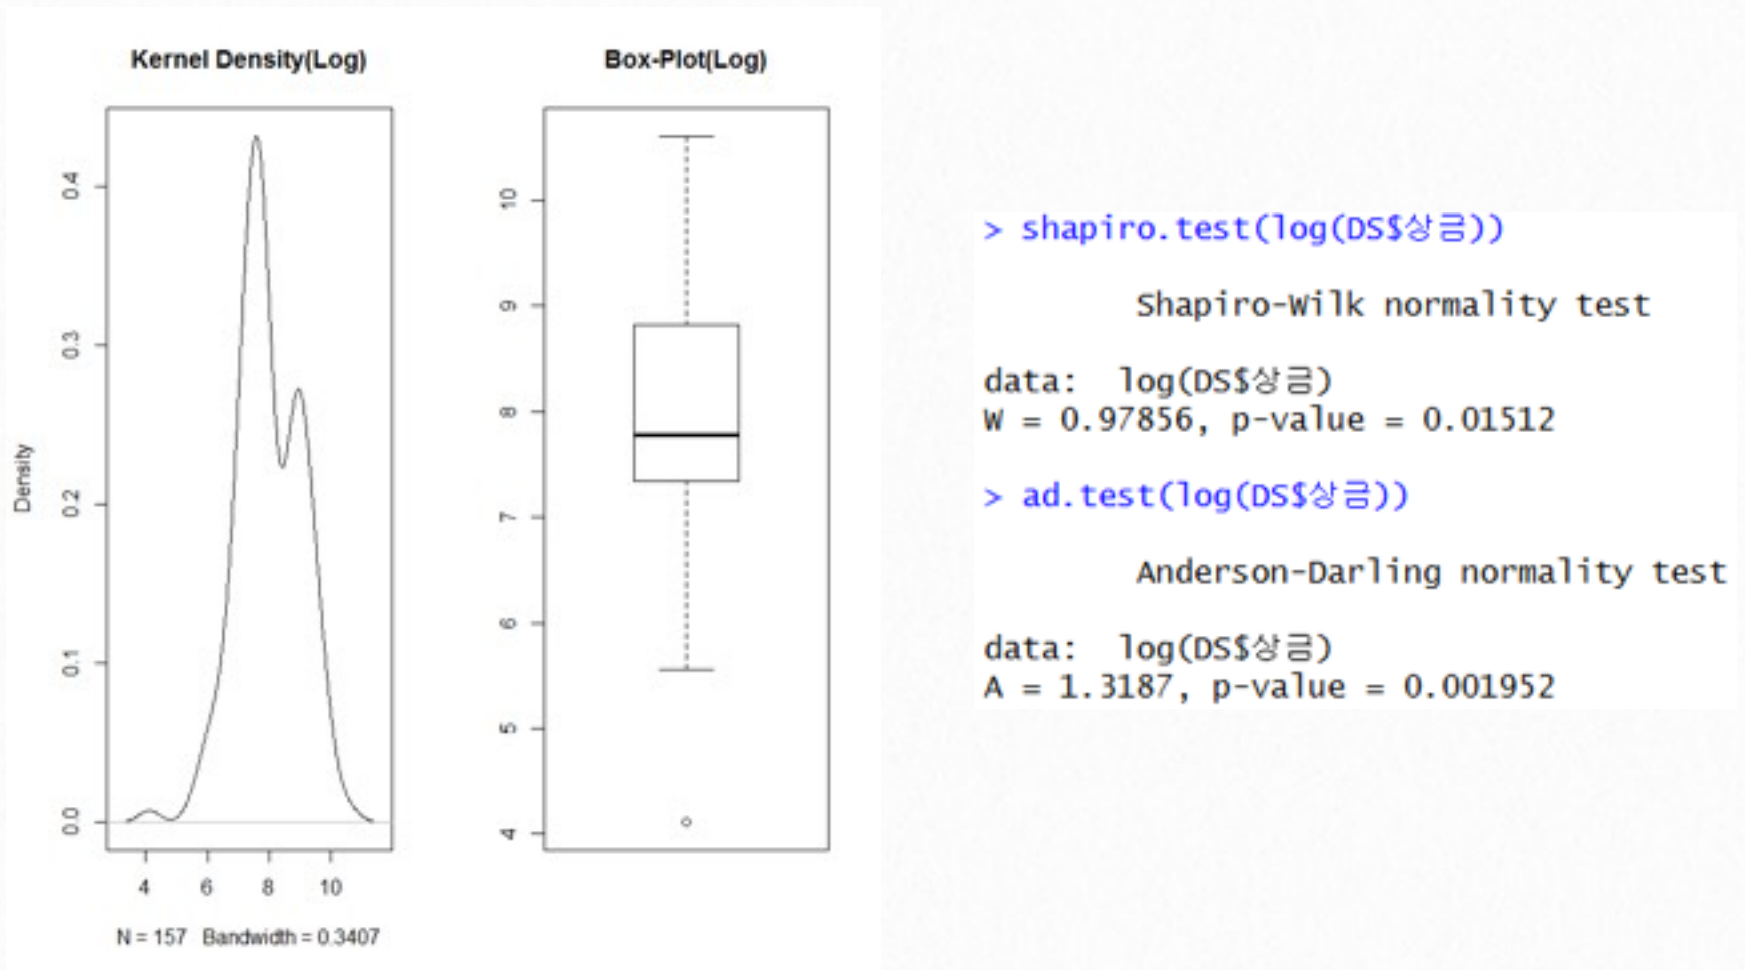 Kernel Density(Log)
Density
0.0
0.1
0.2
0.3
0.4
4 6 8 10
N = 157 Bandwidth = 0.3407
Box-Plot(Log)
4
5
6
7
8
9
10
> shapiro.test(log(DS$상금))
Shapiro-Wilk normality test
data: log(DS$상금)
W = 0.97856, p-value = 0.01512
> ad.test(log(DS$상금))
Anderson-Darling normality test
data: log(DS$상금)
A = 1.3187, p-value = 0.001952